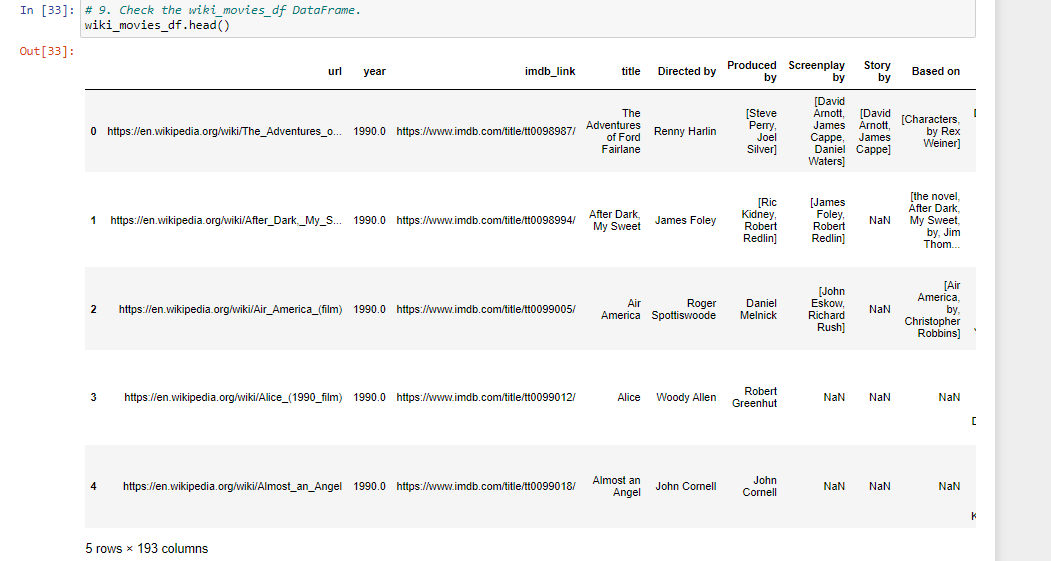 In [33]: # 9. Check the wiki_movies_df DataFrame.
wiki_movies_df.head()
Out[33]:
url year imdb_link title Directed by Produced by Screenplay by Story by Based on
0 https://en.wikipedia.org/wiki/The_Adventures_o... 1990.0 https://www.imdb.com/title/tt0098987/ The Adventures of Ford Fairlane Renny Harlin [Steve Perry, Joel Silver] [David Arnott, James Cappe, Daniel Waters] [David Arnott, James Cappe] [Characters, by Rex Weiner]
1 https://en.wikipedia.org/wiki/After_Dark,_My_S... 1990.0 https://www.imdb.com/title/tt0098994/ After Dark, My Sweet James Foley [Ric Kidney, Robert Redlin] [James Foley, Robert Redlin] NaN [the novel, After Dark, My Sweet, by, Jim Thom...
2 https://en.wikipedia.org/wiki/Air_America_(film) 1990.0 https://www.imdb.com/title/tt0099005/ Air America Roger Spottiswoode Daniel Melnick [John Eskow, Richard Rush] NaN [Air America, by, Christopher Robbins]
3 https://en.wikipedia.org/wiki/Alice_(1990_film) 1990.0 https://www.imdb.com/title/tt0099012/ Alice Woody Allen Robert Greenhut NaN NaN NaN
4 https://en.wikipedia.org/wiki/Almost_an_Angel 1990.0 https://www.imdb.com/title/tt0099018/ Almost an Angel John Cornell John Cornell NaN NaN NaN
5 rows × 193 columns